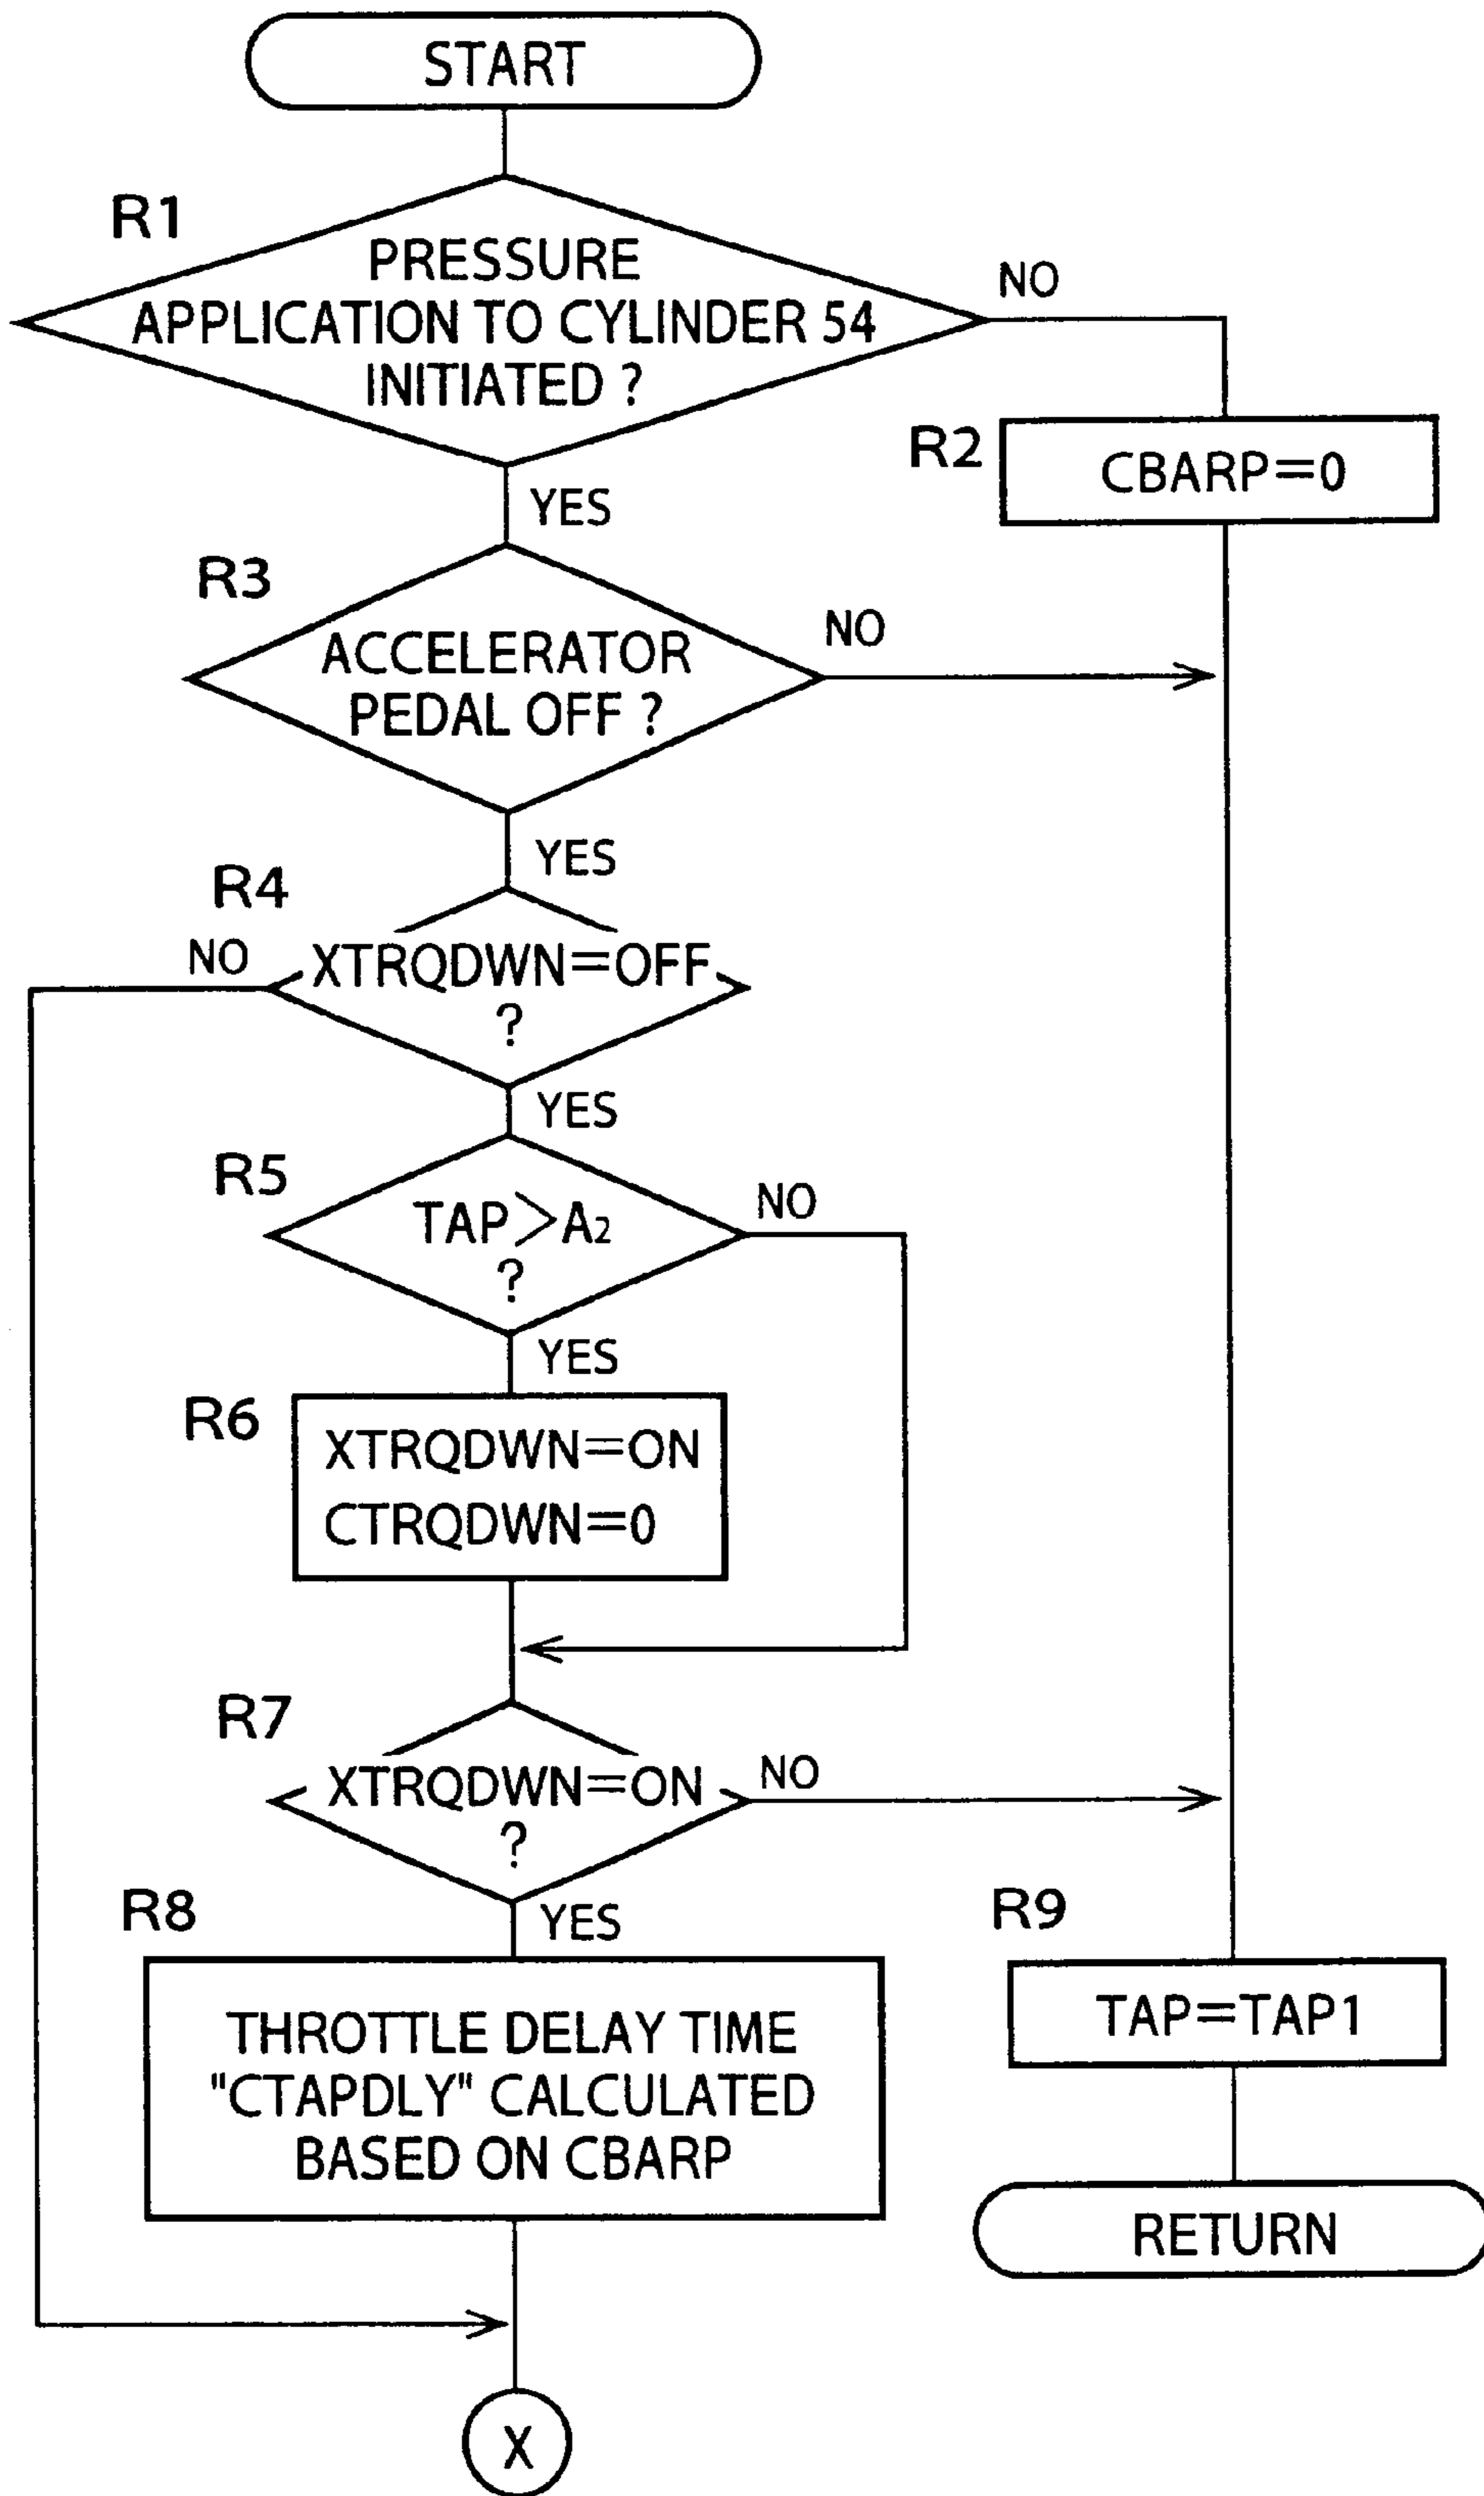 START
R1
PRESSURE
APPLICATION TO CYLINDER 54
INITIATED ?
NO
R2
CBARP=0
YES
R3
ACCELERATOR
PEDAL OFF ?
NO
YES
R4
NO
XTRQDWN=OFF
?
YES
R5
TAP>A2
?
NO
YES
R6
XTRQDWN=ON
CTRQDWN=0
R7
XTRQDWN=ON
?
NO
YES
R8
THROTTLE DELAY TIME
"CTAPDLY" CALCULATED
BASED ON CBARP
R9
TAP=TAP1
RETURN
X